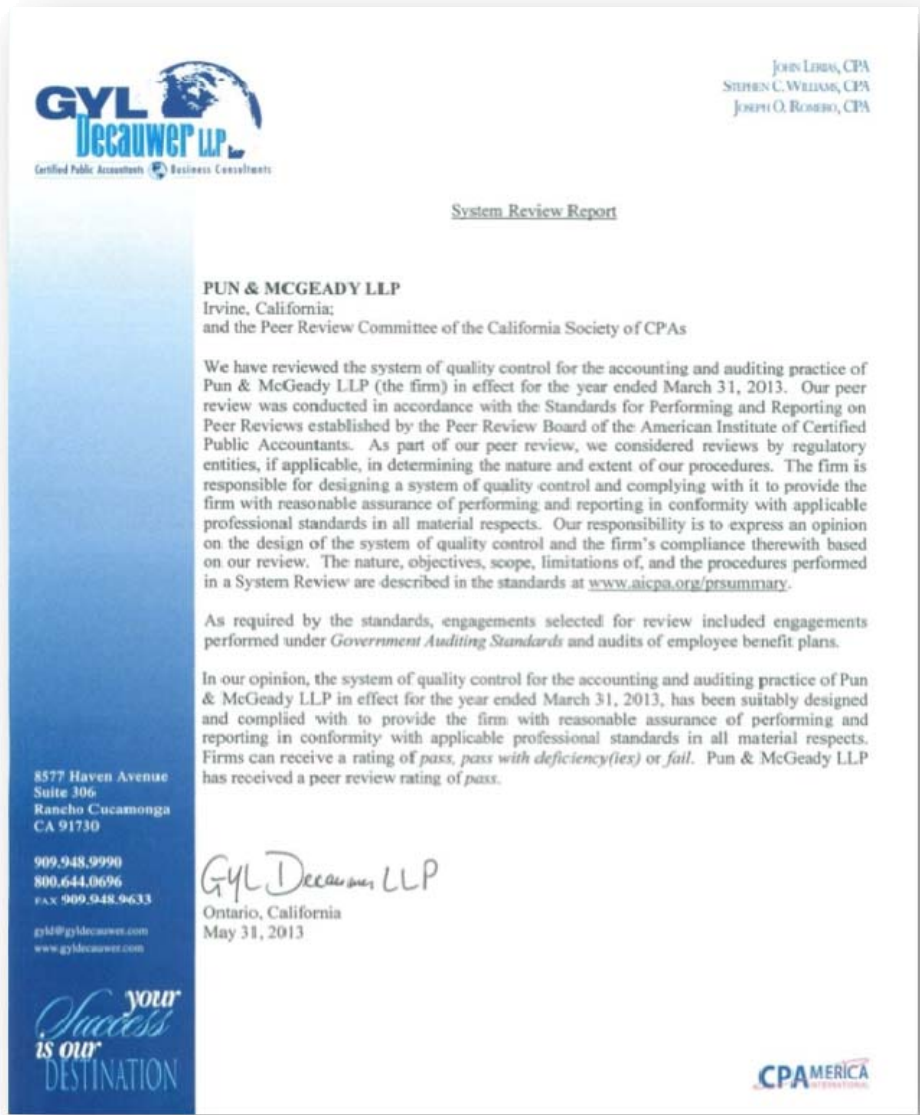 GYL
Decauwer LLP
Certified Public Accountants Business Consultants
STEPHEN C. WILLIAMS, CPA
JOSEPH O. ROMERO, CPA
System Review Report
PUN & MCGEADY LLP
Irvine, California;
and the Peer Review Committee of the California Society of CPAs
We have reviewed the system of quality control for the accounting and auditing practice of
Pun & McGeady LLP (the firm) in effect for the year ended March 31, 2013. Our peer
review was conducted in accordance with the Standards for Performing and Reporting on
Peer Reviews established by the Peer Review Board of the American Institute of Certified
Public Accountants. As part of our peer review, we considered reviews by regulatory
entities, if applicable, in determining the nature and extent of our procedures. The firm is
responsible for designing a system of quality control and complying with it to provide the
firm with reasonable assurance of performing and reporting in conformity with applicable
professional standards in all material respects. Our responsibility is to express an opinion
on the design of the system of quality control and the firm's compliance therewith based
on our review. The nature, objectives, scope, limitations of, and the procedures performed
in a System Review are described in the standards at www.aicpa.org/prsummary.
As required by the standards, engagements selected for review included engagements
performed under Government Auditing Standards and audits of employee benefit plans.
In our opinion, the system of quality control for the accounting and auditing practice of Pun
& McGeady LLP in effect for the year ended March 31, 2013, has been suitably designed
and complied with to provide the firm with reasonable assurance of performing and
reporting in conformity with applicable professional standards in all material respects.
Firms can receive a rating of pass, pass with deficiency(ies) or fail. Pun & McGeady LLP
has received a peer review rating of pass.
GYL Decauwer LLP
Ontario, California
May 31, 2013
8577 Haven Avenue
Suite 306
Rancho Cucamonga
CA 91730
909.948.9990
800.644.0696
FAX 909.948.9633
gyld@gyldecauwer.com
www.gyldecauwer.com
your
Success
is our
DESTINATION
CPAMERICA
INTERNATIONAL